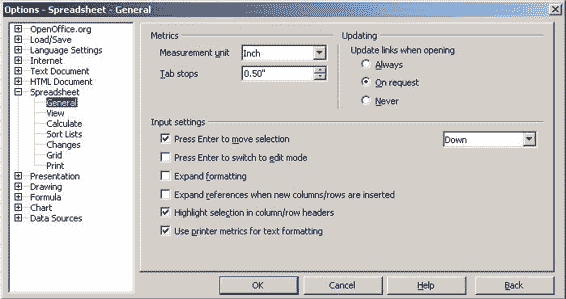 Options - Spreadsheet - General
OpenOffice.org
Load/Save
Language Settings
Internet
Text Document
HTML Document
Spreadsheet
General
View
Calculate
Sort Lists
Changes
Grid
Print
Presentation
Drawing
Formula
Chart
Data Sources
Metrics
Measurement unit Inch
Tab stops 0.50"
Updating
Update links when opening
Always
On request
Never
Input settings
Press Enter to move selection Down
Press Enter to switch to edit mode
Expand formatting
Expand references when new columns/rows are inserted
Highlight selection in column/row headers
Use printer metrics for text formatting
OK Cancel Help Back